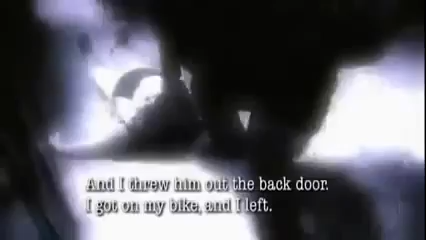 And I threw him out the back door.
I got on my bike, and I left.